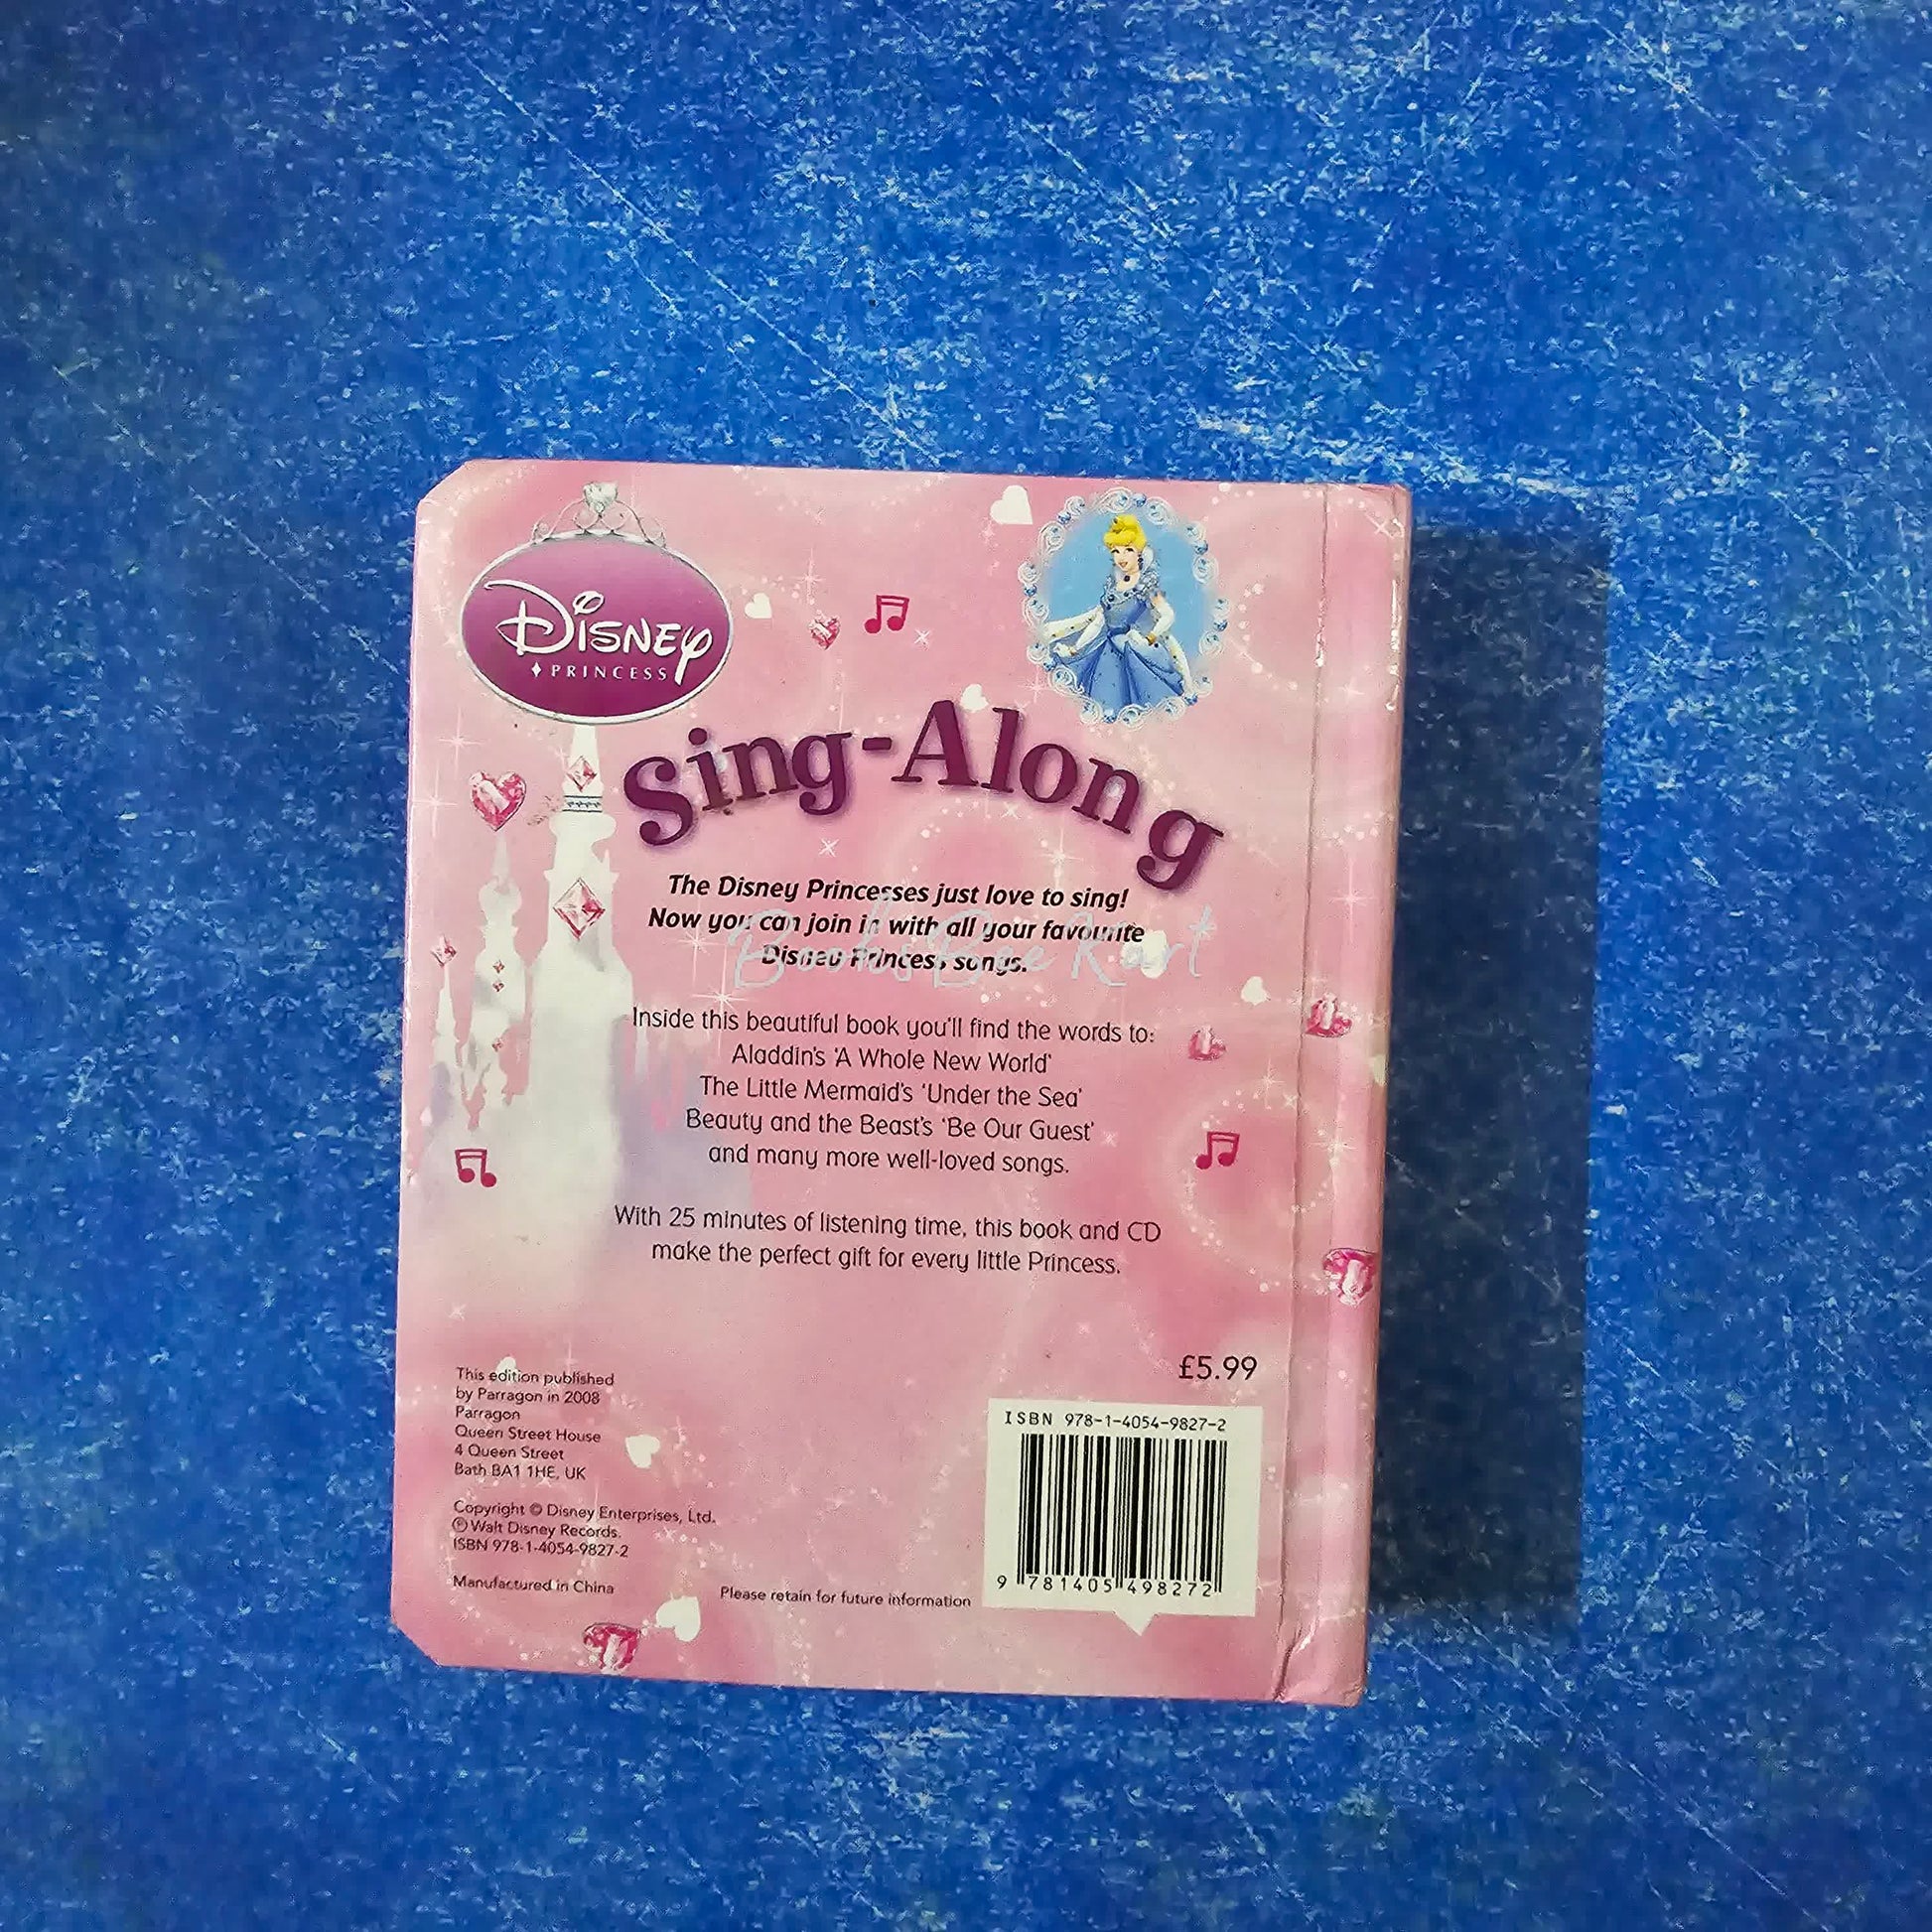 Disney
PRINCESS
Sing-Along
The Disney Princesses just love to sing!
Now you can join in with all your favourite
Disney Princess songs.
Books Bee Kart
Inside this beautiful book you'll find the words to:
Aladdin's 'A Whole New World'
The Little Mermaid's 'Under the Sea'
Beauty and the Beast's 'Be Our Guest'
and many more well-loved songs.
With 25 minutes of listening time, this book and CD
make the perfect gift for every little Princess.
£5.99
This edition published
by Parragon in 2008
Parragon
Queen Street House
4 Queen Street
Bath BA1 1HE, UK
Copyright © Disney Enterprises, Ltd.
℗ Walt Disney Records.
ISBN 978-1-4054-9827-2
Manufactured in China
Please retain for future information
ISBN 978-1-4054-9827-2
9 781405 498272